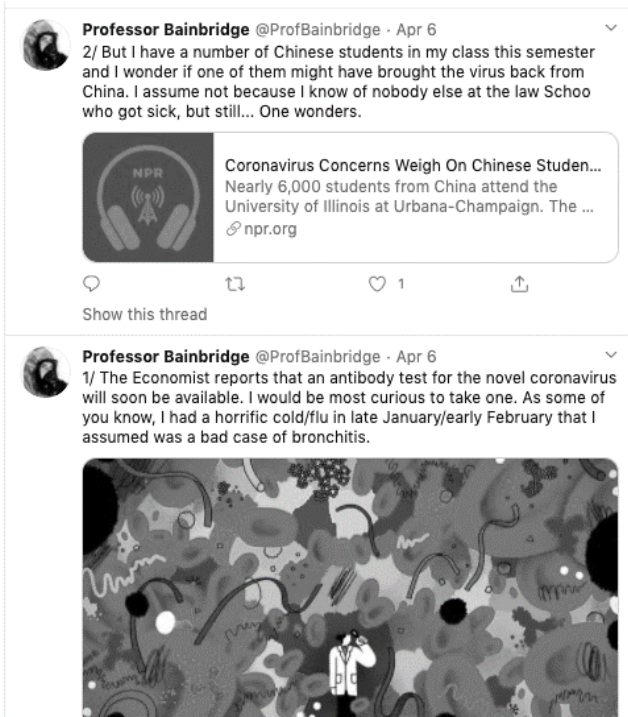 Professor Bainbridge @ProfBainbridge · Apr 6
2/ But I have a number of Chinese students in my class this semester
and I wonder if one of them might have brought the virus back from
China. I assume not because I know of nobody else at the law Schoo
who got sick, but still... One wonders.
NPR
Coronavirus Concerns Weigh On Chinese Studen...
Nearly 6,000 students from China attend the
University of Illinois at Urbana-Champaign. The ...
npr.org
1
Show this thread
Professor Bainbridge @ProfBainbridge · Apr 6
1/ The Economist reports that an antibody test for the novel coronavirus
will soon be available. I would be most curious to take one. As some of
you know, I had a horrific cold/flu in late January/early February that I
assumed was a bad case of bronchitis.